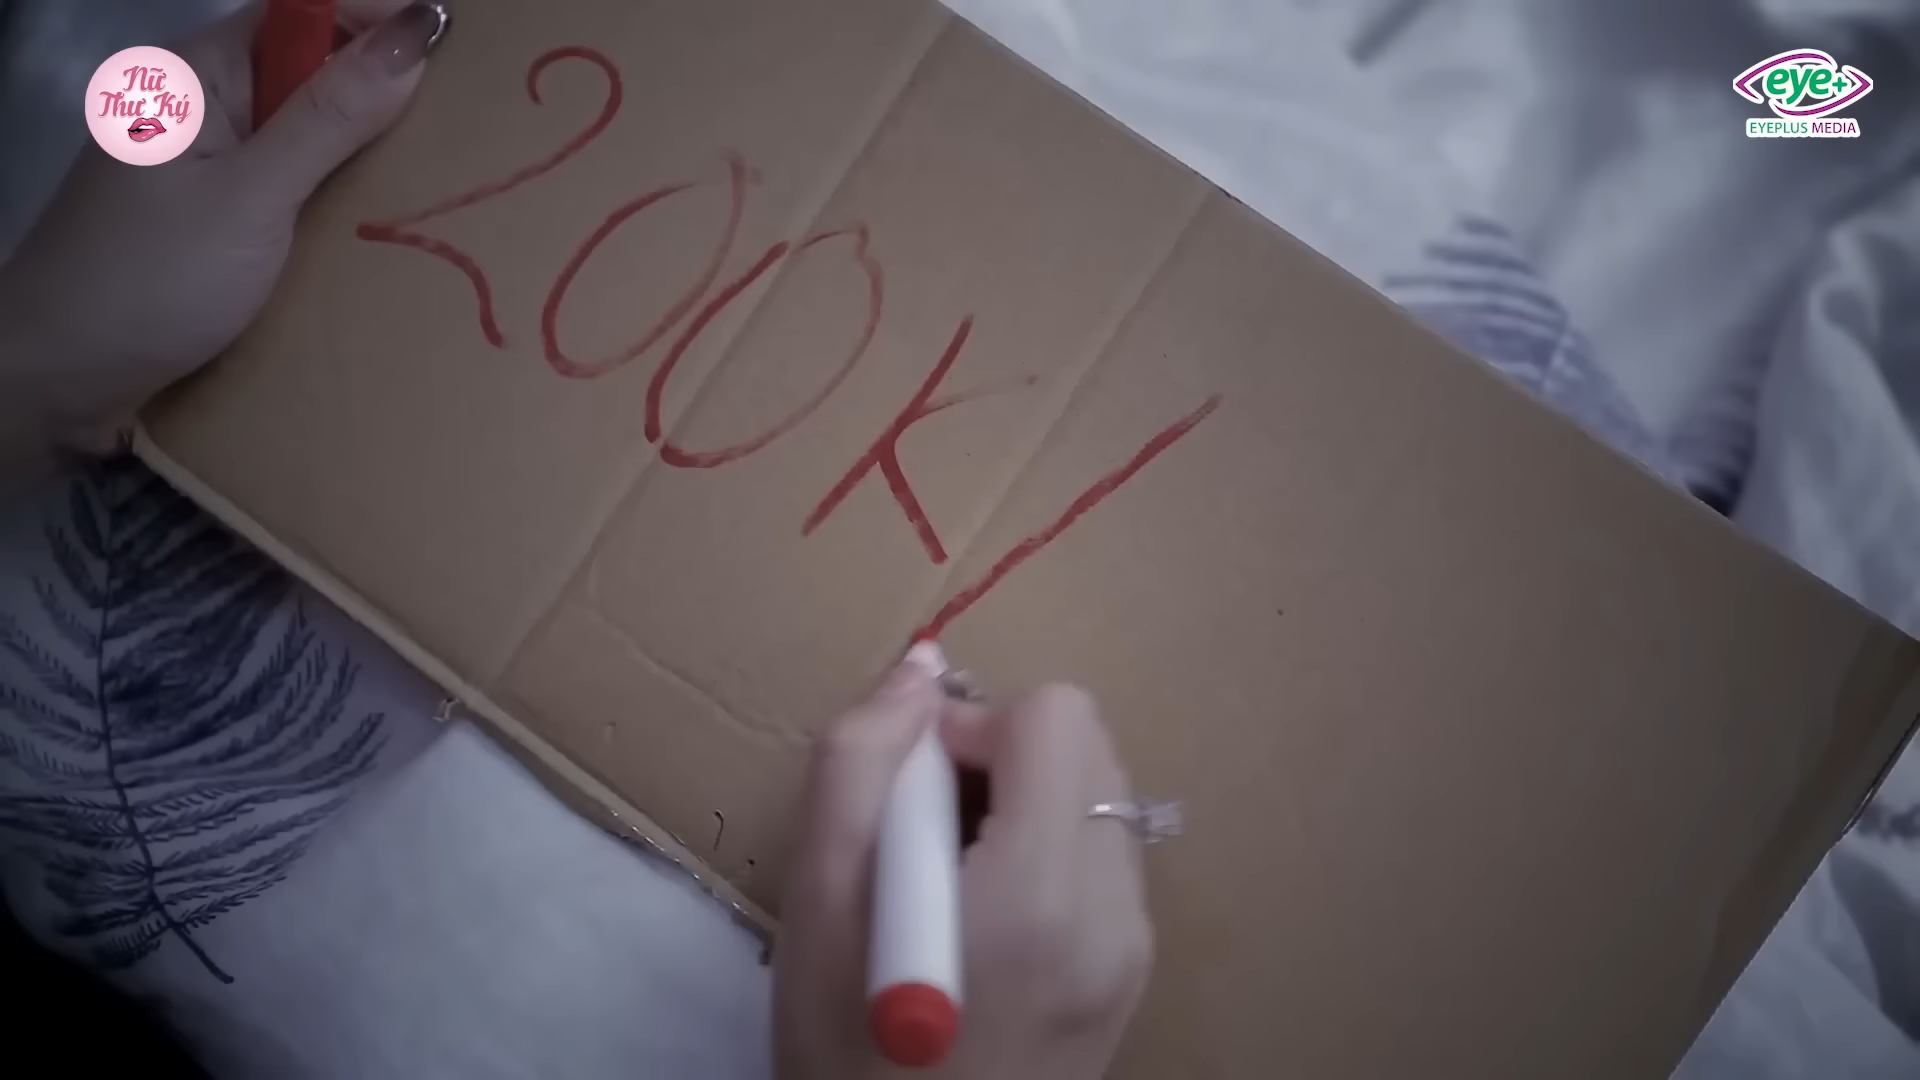 Nữ
Thư Ký
eye+
EYEPLUS MEDIA
200K/